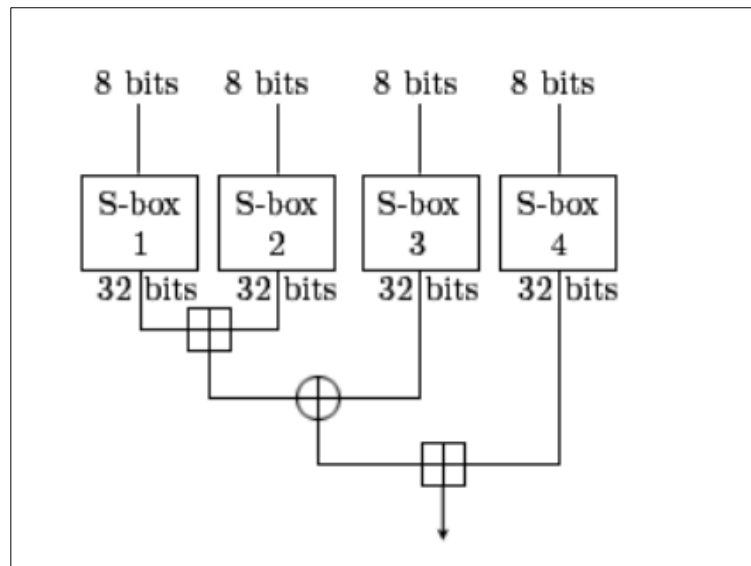 8 bits 8 bits 8 bits 8 bits
S-box S-box S-box S-box
1 2 3 4
32 bits 32 bits 32 bits 32 bits